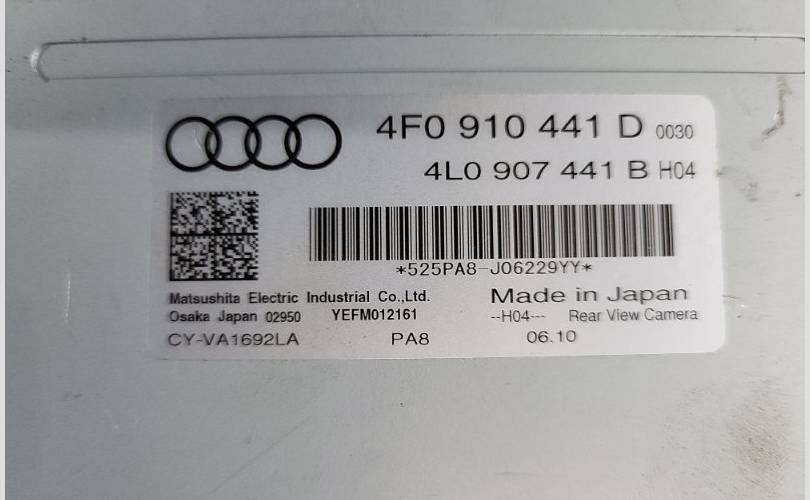 4F0 910 441 D 0030
4L0 907 441 B H04
*525PA8-J06229YY*
Matsushita Electric Industrial Co.,Ltd.
Osaka Japan 02950 YEFM012161
CY-VA1692LA PA8
Made in Japan
--H04--- Rear View Camera
06.10